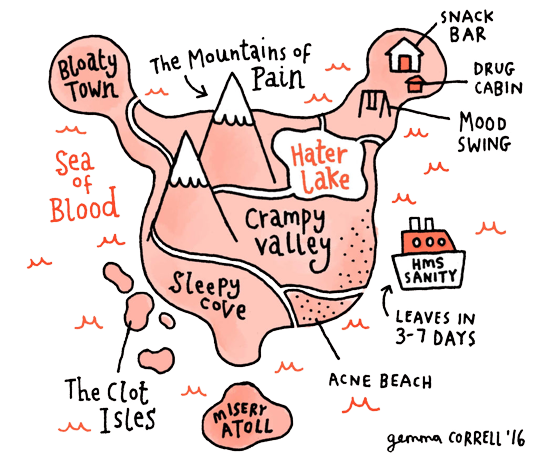 SNACK
BAR
The Mountains of
Pain
Bloaty
TOWN
DRUG
CABIN
MOOD
SWING
Hater
Lake
Sea
of
Blood
Crampy
valley
HMS
SANITY
Sleepy
cove
LEAVES IN
3-7 DAYS
The Clot
Isles
ACNE BEACH
MISERY
ATOLL
gemma CORRELL '16